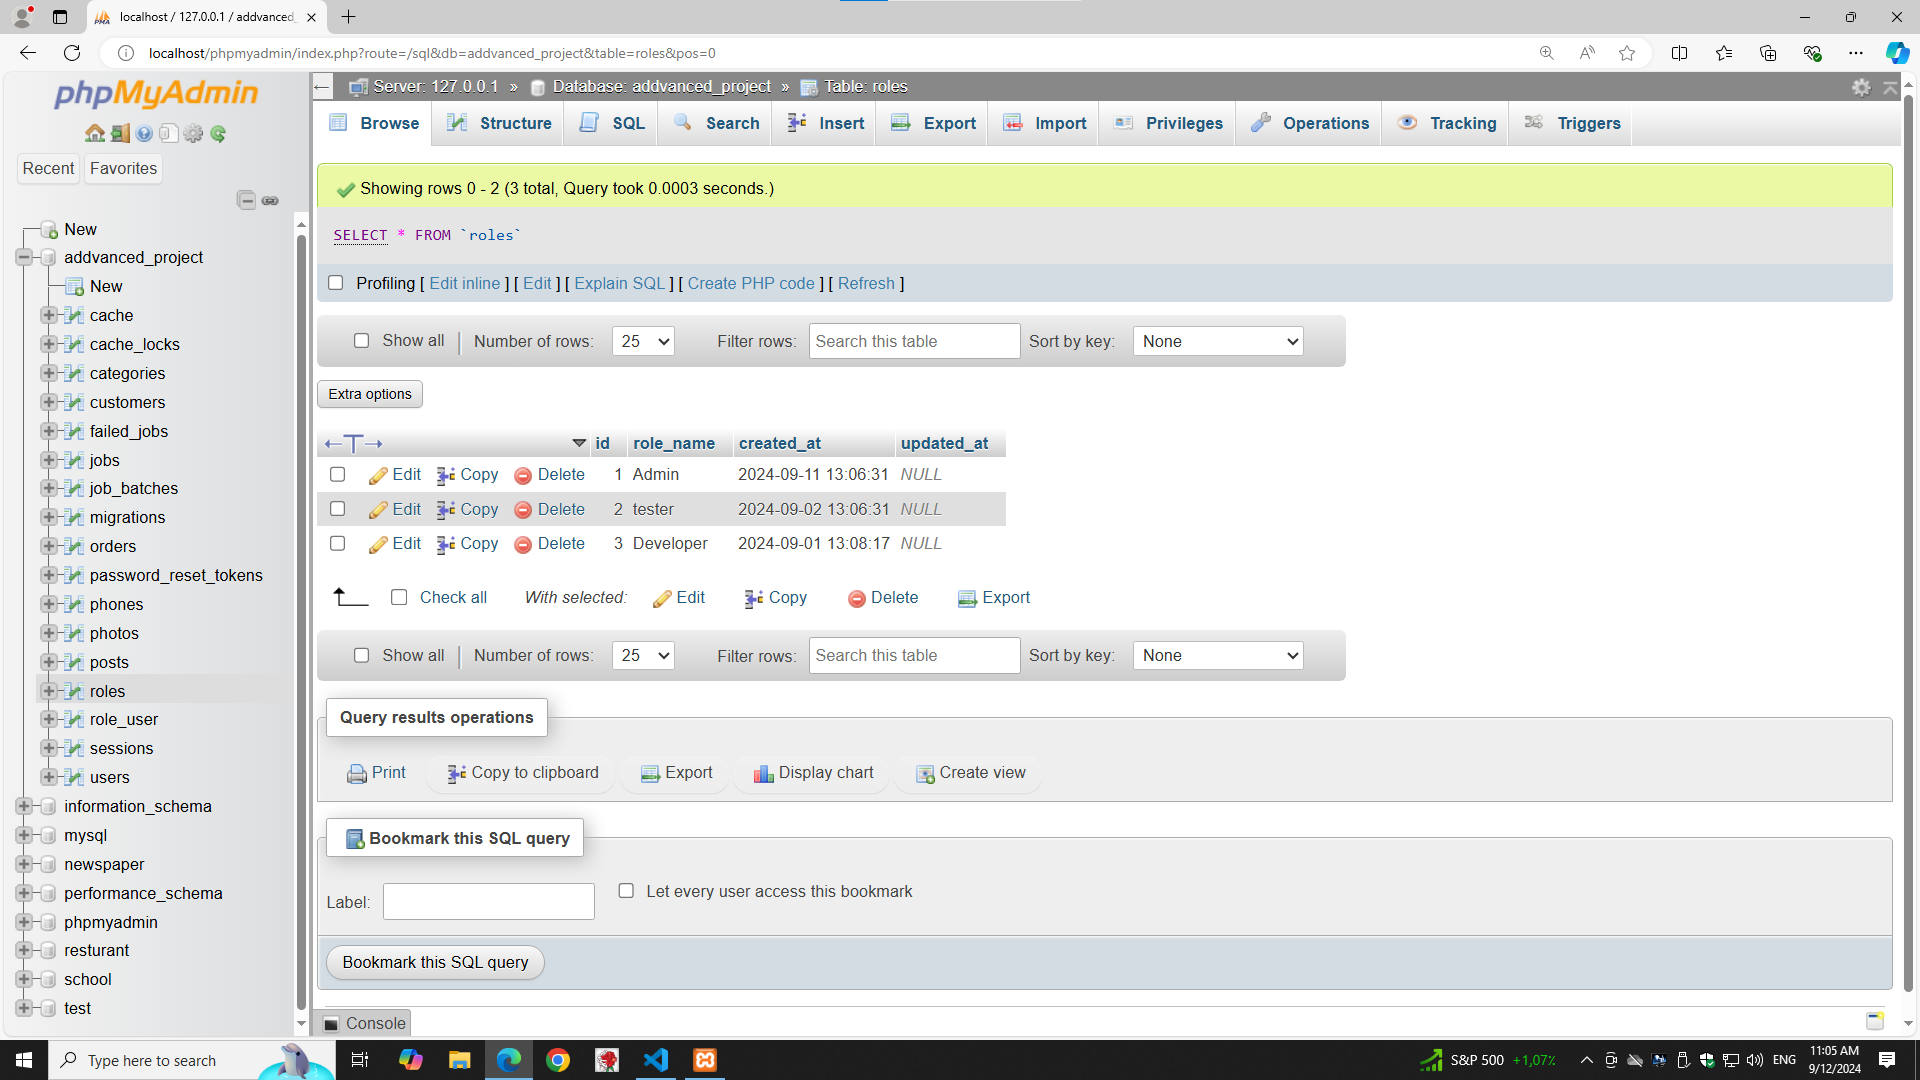 localhost / 127.0.0.1 / addvanced_
localhost/phpmyadmin/index.php?route=/sql&db=addvanced_project&table=roles&pos=0
phpMyAdmin
Recent Favorites
New
addvanced_project
New
cache
cache_locks
categories
customers
failed_jobs
jobs
job_batches
migrations
orders
password_reset_tokens
phones
photos
posts
roles
role_user
sessions
users
information_schema
mysql
newspaper
performance_schema
phpmyadmin
resturant
school
test
Server: 127.0.0.1 » Database: addvanced_project » Table: roles
Browse Structure SQL Search Insert Export Import Privileges Operations Tracking Triggers
Showing rows 0 - 2 (3 total, Query took 0.0003 seconds.)
SELECT * FROM `roles`
Profiling [ Edit inline ] [ Edit ] [ Explain SQL ] [ Create PHP code ] [ Refresh ]
Show all Number of rows: 25 Filter rows: Search this table Sort by key: None
Extra options
id role_name created_at updated_at
Edit Copy Delete 1 Admin 2024-09-11 13:06:31 NULL
Edit Copy Delete 2 tester 2024-09-02 13:06:31 NULL
Edit Copy Delete 3 Developer 2024-09-01 13:08:17 NULL
Check all With selected: Edit Copy Delete Export
Show all Number of rows: 25 Filter rows: Search this table Sort by key: None
Query results operations
Print Copy to clipboard Export Display chart Create view
Bookmark this SQL query
Label: Let every user access this bookmark
Bookmark this SQL query
Console
Type here to search
S&P 500 +1,07%
ENG
11:05 AM
9/12/2024